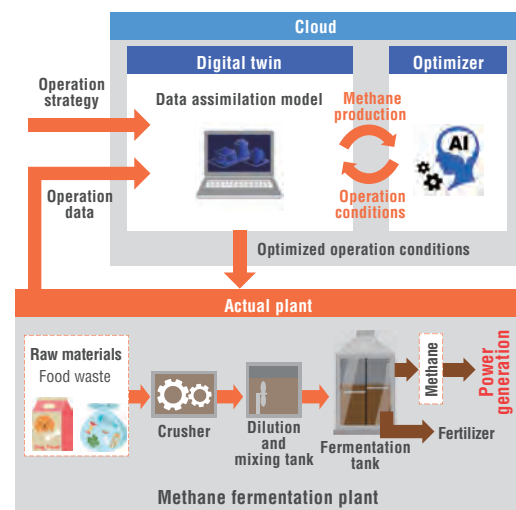 Cloud
Digital twin
Optimizer
Operation
strategy
Data assimilation model
Methane
production
AI
Operation
data
Operation
conditions
Optimized operation conditions
Actual plant
Raw materials
Food waste
Crusher
Dilution
and
mixing tank
Fermentation
tank
Methane
Power
generation
Fertilizer
Methane fermentation plant